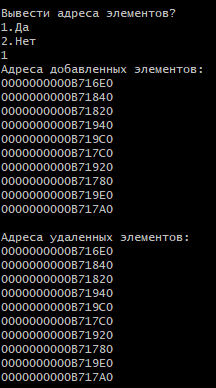 Вывести адреса элементов?
1.Да
2.Нет
1
Адреса добавленных элементов:
0000000000B716E0
0000000000B71840
0000000000B71820
0000000000B71940
0000000000B719C0
0000000000B717C0
0000000000B71920
0000000000B71780
0000000000B719E0
0000000000B717A0
Адреса удаленных элементов:
0000000000B716E0
0000000000B71840
0000000000B71820
0000000000B71940
0000000000B719C0
0000000000B717C0
0000000000B71920
0000000000B71780
0000000000B719E0
0000000000B717A0